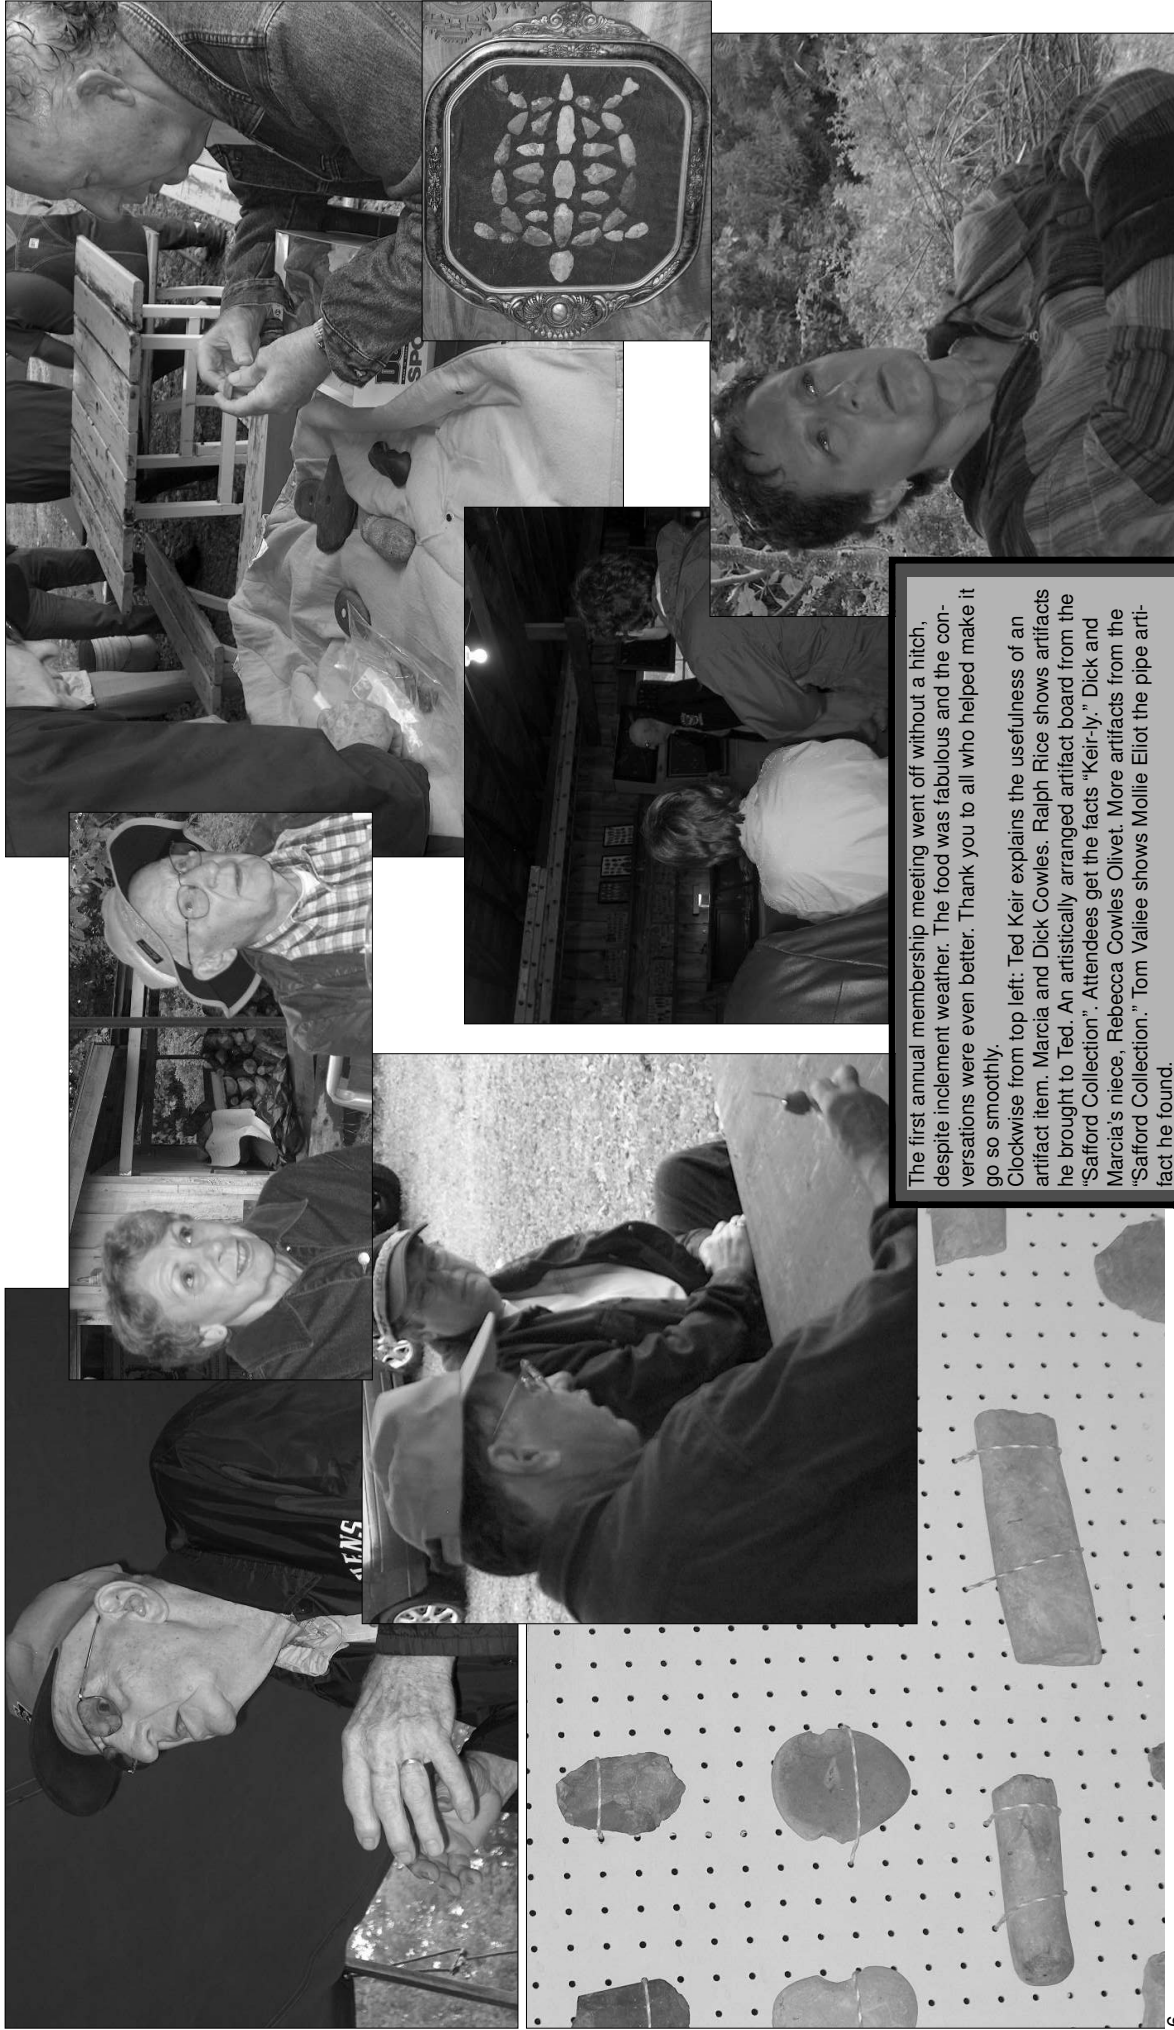 The first annual membership meeting went off without a hitch,
despite inclement weather. The food was fabulous and the con-
versations were even better. Thank you to all who helped make it
go so smoothly.
Clockwise from top left: Ted Keir explains the usefulness of an
artifact item. Marcia and Dick Cowles. Ralph Rice shows artifacts
he brought to Ted. An artistically arranged artifact board from the
“Safford Collection”. Attendees get the facts “Keir-ly.” Dick and
Marcia’s niece, Rebecca Cowles Olivet. More artifacts from the
“Safford Collection.” Tom Valiee shows Mollie Eliot the pipe arti-
fact he found.
ENS
SPO
6